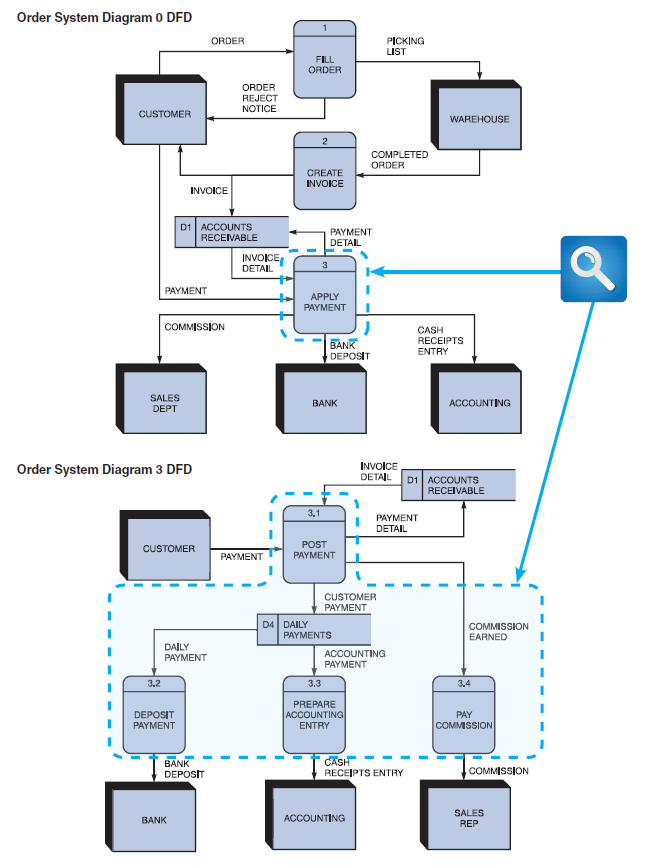 Order System Diagram 0 DFD
1
ORDER
PICKING
LIST
FILL
ORDER
ORDER
REJECT
NOTICE
CUSTOMER
WAREHOUSE
2
COMPLETED
ORDER
CREATE
INVOICE
INVOICE
D1
ACCOUNTS
RECEIVABLE
PAYMENT
DETAIL
INVOICE
DETAIL
3
PAYMENT
APPLY
PAYMENT
COMMISSION
CASH
RECEIPTS
ENTRY
BANK
DEPOSIT
SALES
DEPT
BANK
ACCOUNTING
Order System Diagram 3 DFD
INVOICE
DETAIL
D1
ACCOUNTS
RECEIVABLE
3.1
PAYMENT
DETAIL
CUSTOMER
PAYMENT
POST
PAYMENT
CUSTOMER
PAYMENT
D4
DAILY
PAYMENTS
COMMISSION
EARNED
DAILY
PAYMENT
ACCOUNTING
PAYMENT
3.2
3.3
3.4
DEPOSIT
PAYMENT
PREPARE
ACCOUNTING
ENTRY
PAY
COMMISSION
BANK
DEPOSIT
CASH
RECEIPTS ENTRY
COMMISSION
BANK
ACCOUNTING
SALES
REP